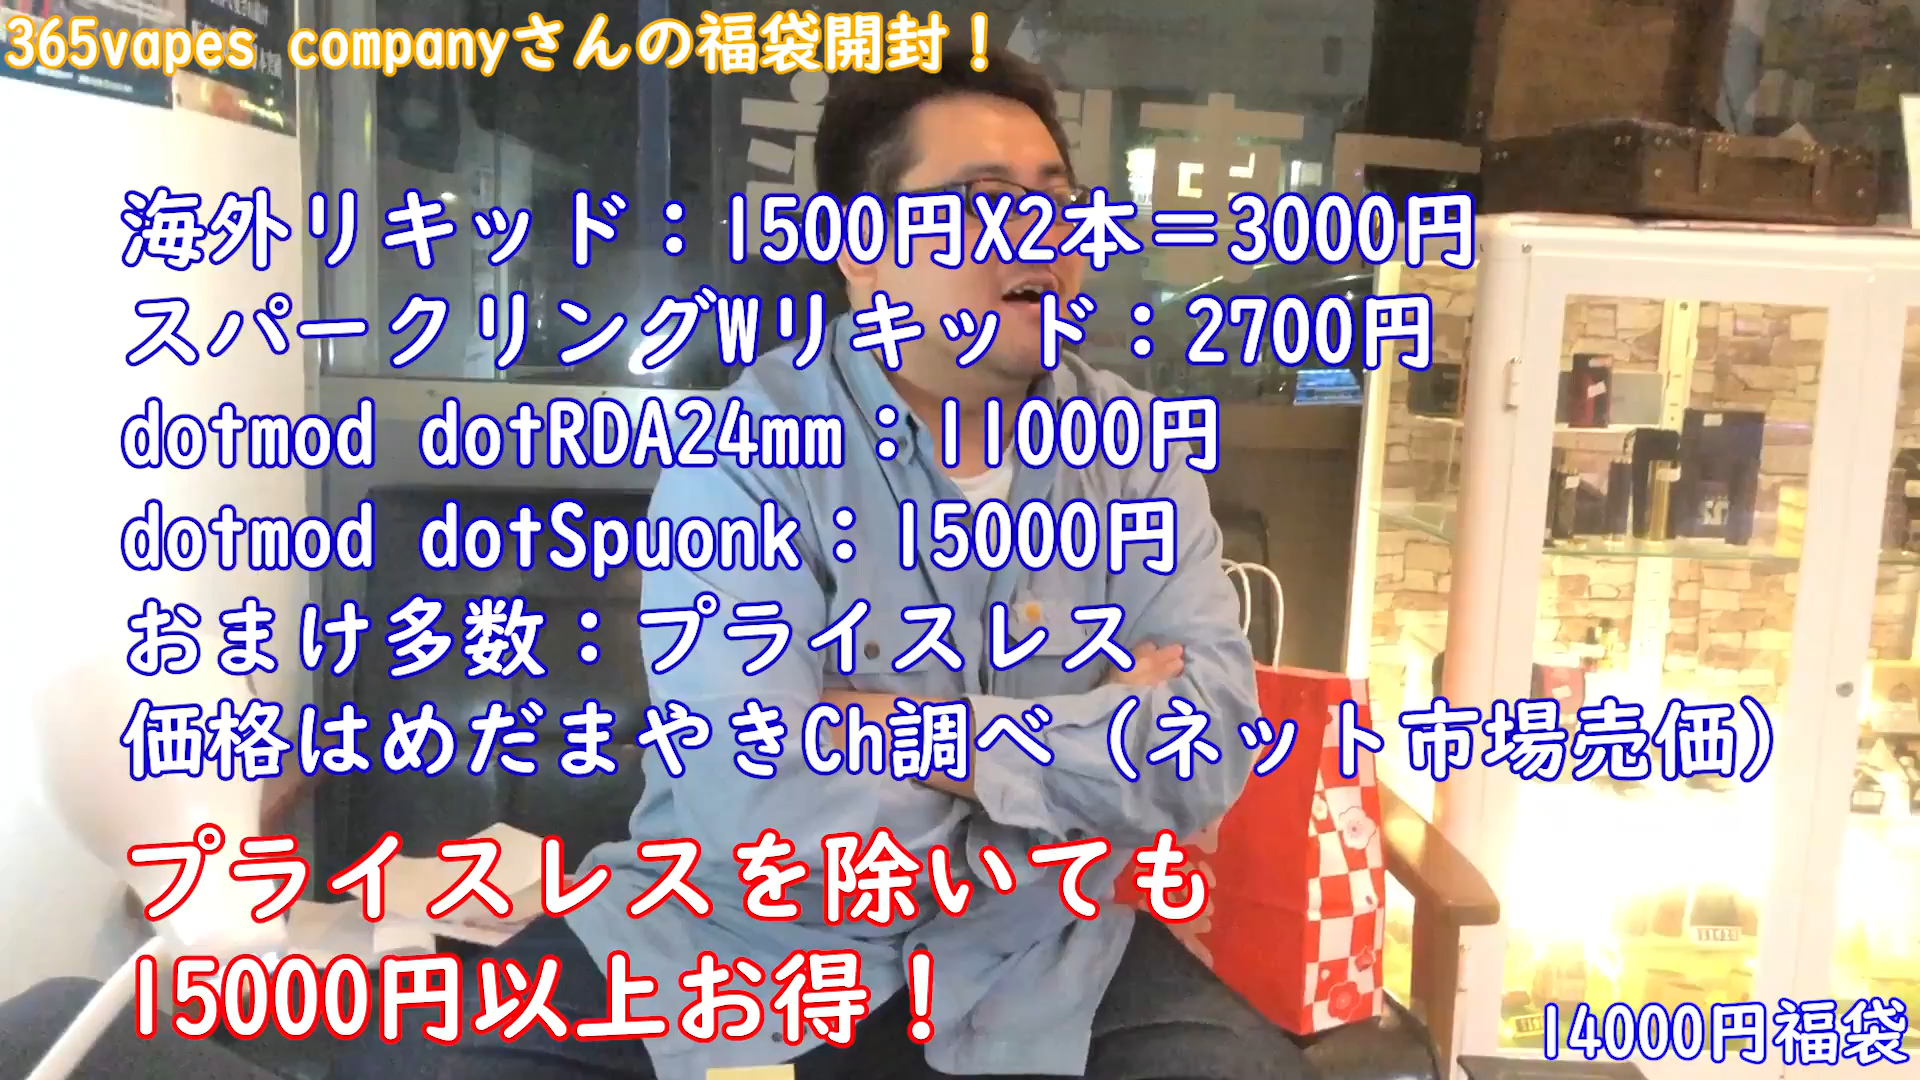 365vapes companyさんの福袋開封！
海外リキッド：1500円X2本＝3000円
スパークリングWリキッド：2700円
dotmod dotRDA24mm：11000円
dotmod dotSpuonk：15000円
おまけ多数：プライスレス
価格はめだまやきCh調べ（ネット市場売価）
プライスレスを除いても
15000円以上お得！
14000円福袋